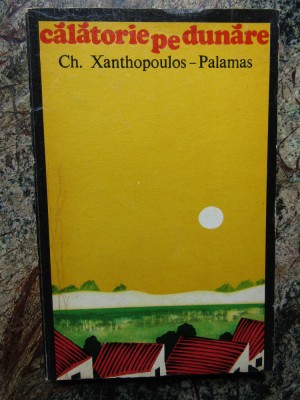 călătorie pe dunăre
Ch. Xanthopoulos-Palamas